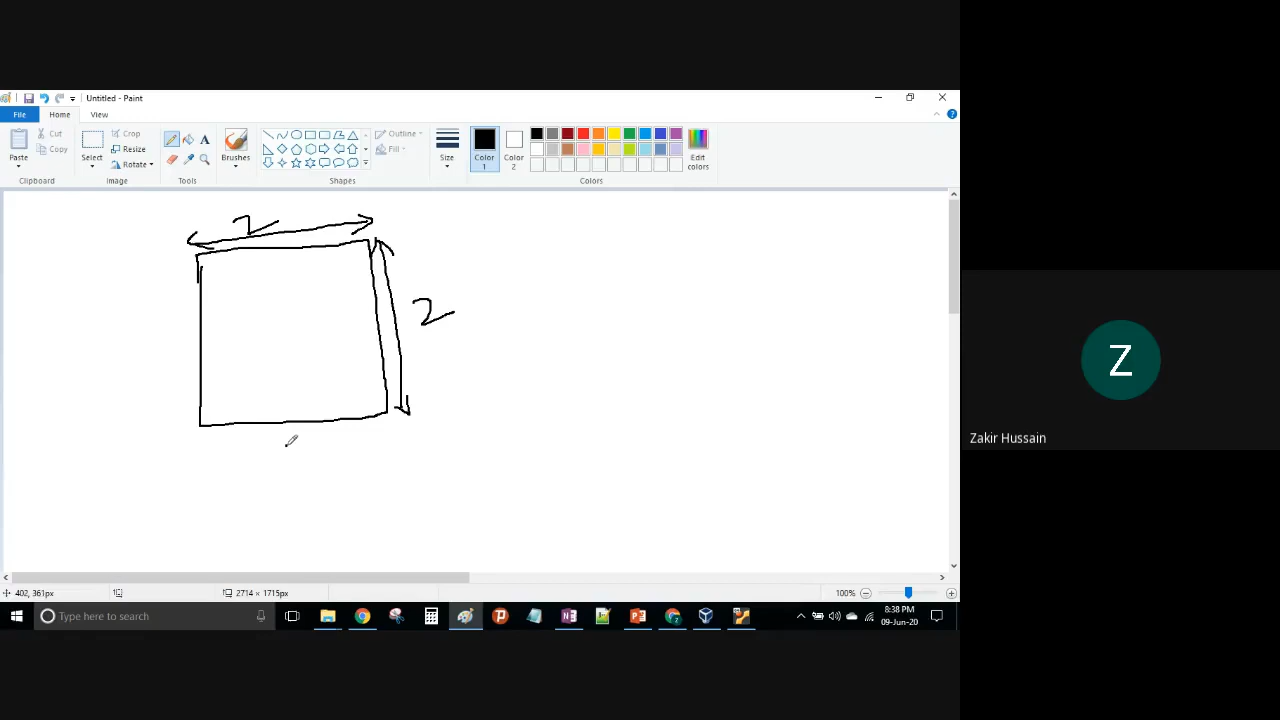 Untitled - Paint
File Home View
Paste
Cut
Copy
Clipboard
Select
Crop
Resize
Rotate
Image
Tools
Brushes
Shapes
Outline
Fill
Size
Color 1
Color 2
Edit colors
Colors
2
2
Z
Zakir Hussain
402, 361px
2714 × 1715px
100%
Type here to search
8:38 PM
09-Jun-20